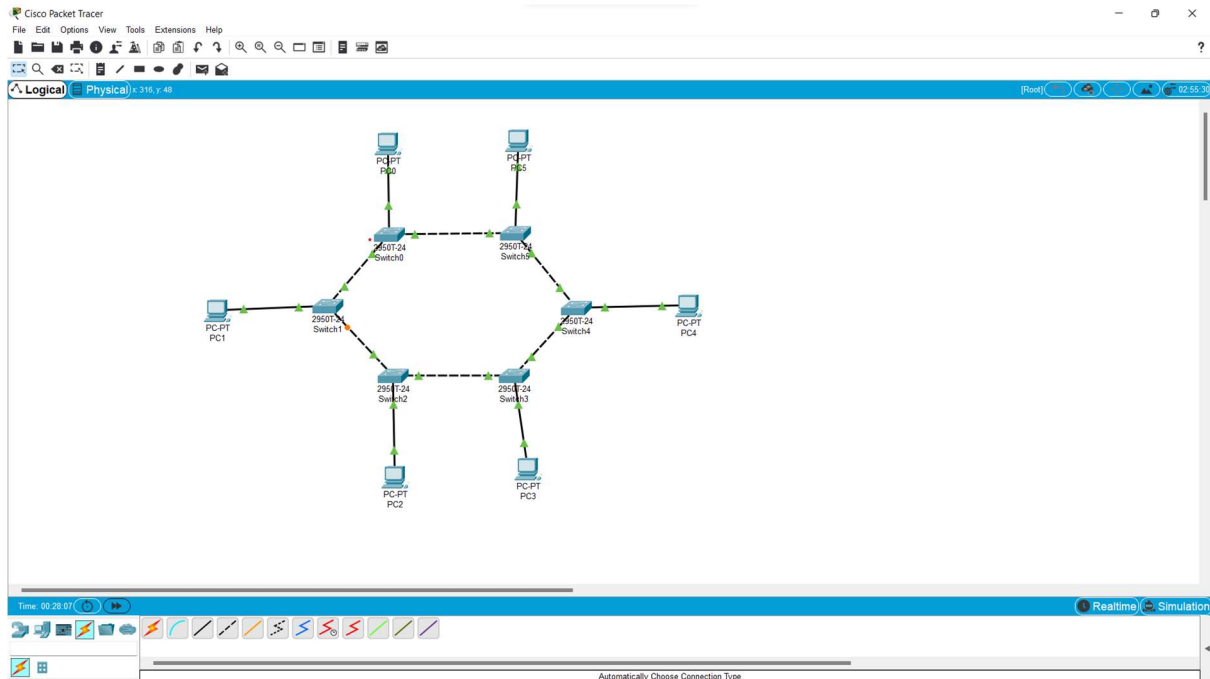 Cisco Packet Tracer
File Edit Options View Tools Extensions Help
?
Logical Physical x: 316, y: 48 [Root] 02:55:30
PC-PT
PC0
PC-PT
PC5
2950T-24
Switch0
2950T-24
Switch5
PC-PT
PC1
2950T-24
Switch1
2950T-24
Switch4
PC-PT
PC4
2950T-24
Switch2
2950T-24
Switch3
PC-PT
PC2
PC-PT
PC3
Time: 00:28:07 Realtime Simulation
Automatically Choose Connection Type